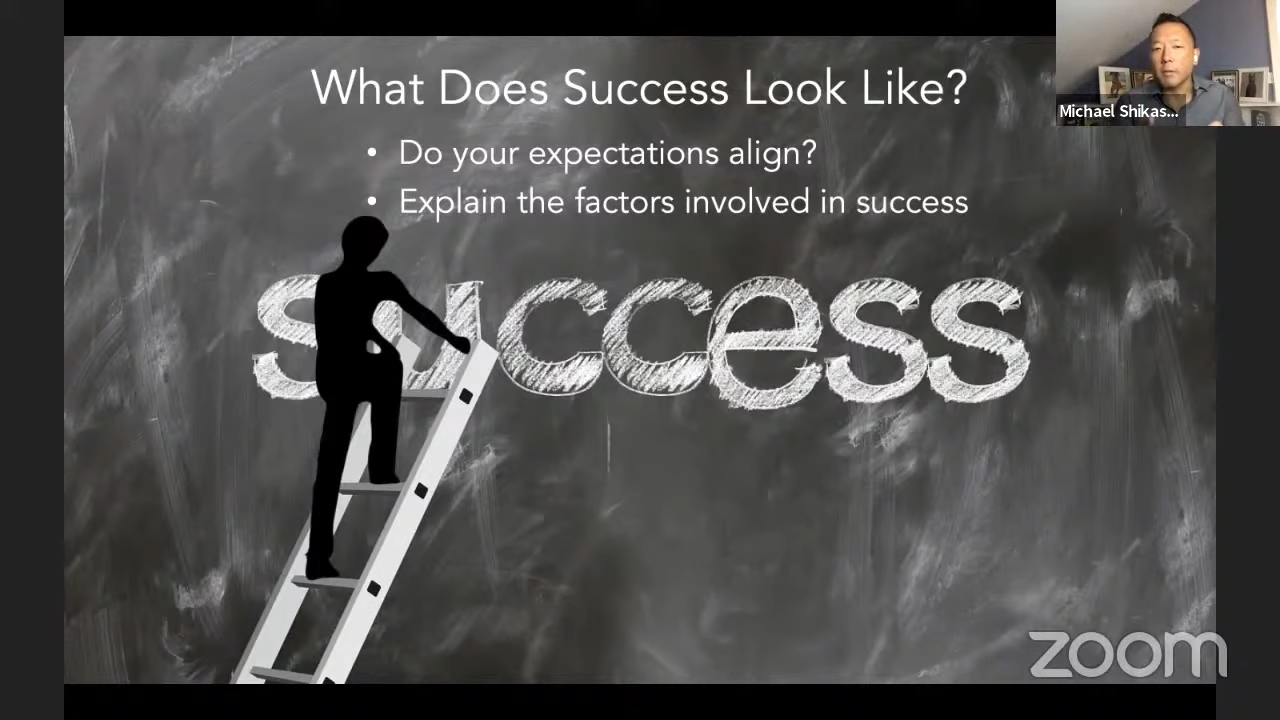 What Does Success Look Like?
• Do your expectations align?
• Explain the factors involved in success
success
Michael Shikas...
zoom